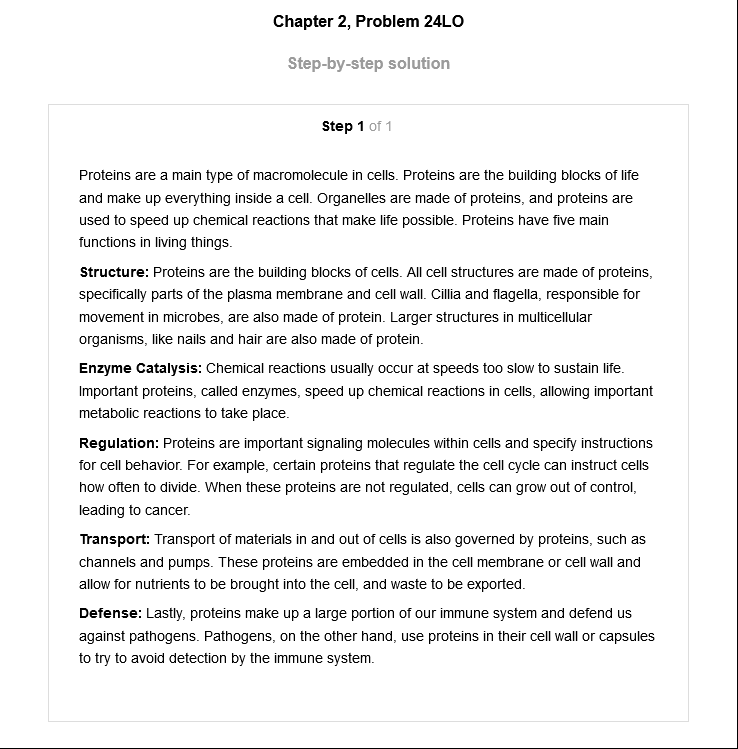 Chapter 2, Problem 24LO
Step-by-step solution
Step 1 of 1
Proteins are a main type of macromolecule in cells. Proteins are the building blocks of life
and make up everything inside a cell. Organelles are made of proteins, and proteins are
used to speed up chemical reactions that make life possible. Proteins have five main
functions in living things.
Structure: Proteins are the building blocks of cells. All cell structures are made of proteins,
specifically parts of the plasma membrane and cell wall. Cillia and flagella, responsible for
movement in microbes, are also made of protein. Larger structures in multicellular
organisms, like nails and hair are also made of protein.
Enzyme Catalysis: Chemical reactions usually occur at speeds too slow to sustain life.
Important proteins, called enzymes, speed up chemical reactions in cells, allowing important
metabolic reactions to take place.
Regulation: Proteins are important signaling molecules within cells and specify instructions
for cell behavior. For example, certain proteins that regulate the cell cycle can instruct cells
how often to divide. When these proteins are not regulated, cells can grow out of control,
leading to cancer.
Transport: Transport of materials in and out of cells is also governed by proteins, such as
channels and pumps. These proteins are embedded in the cell membrane or cell wall and
allow for nutrients to be brought into the cell, and waste to be exported.
Defense: Lastly, proteins make up a large portion of our immune system and defend us
against pathogens. Pathogens, on the other hand, use proteins in their cell wall or capsules
to try to avoid detection by the immune system.